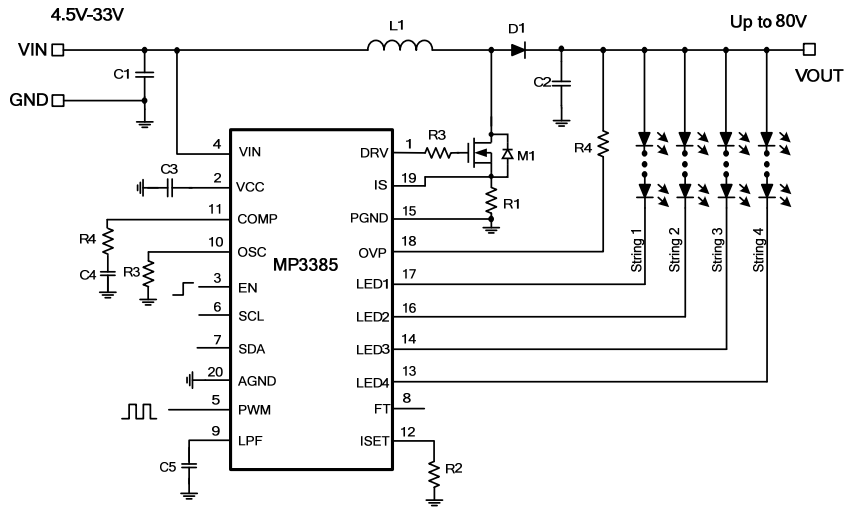 4.5V-33V
L1
D1
Up to 80V
VIN
VOUT
C1
C2
GND
4
VIN
DRV
1
R3
M1
R4
C3
2
VCC
IS
19
R1
11
COMP
PGND
15
R4
10
OSC
OVP
18
C4
R3
MP3385
String 1
String 2
String 3
String 4
3
EN
LED1
17
6
SCL
LED2
16
7
SDA
LED3
14
20
AGND
LED4
13
5
PWM
FT
8
9
LPF
ISET
12
C5
R2